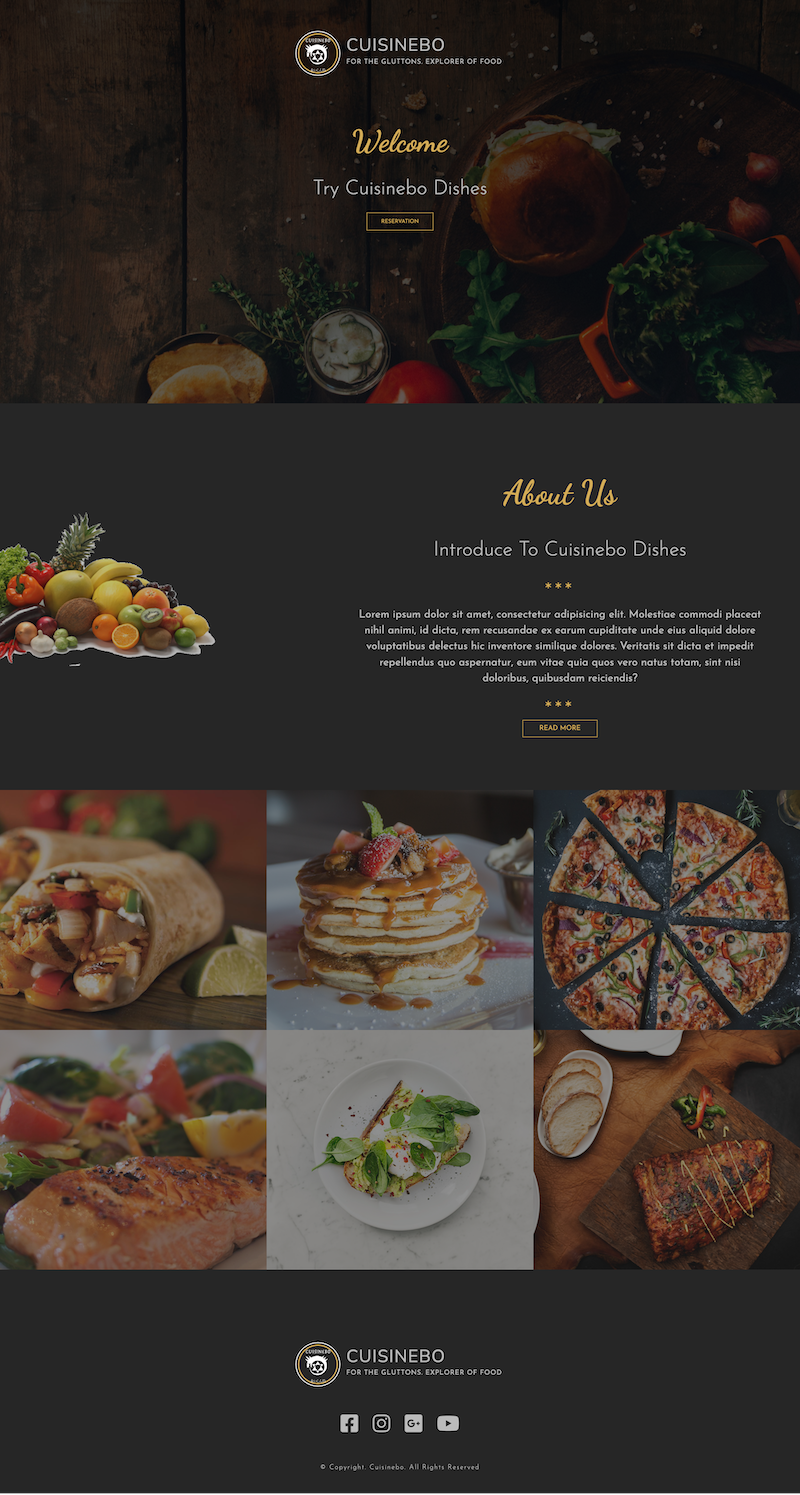 CUISINEBO
CUISINEBO
FOR THE GLUTTONS. EXPLORER OF FOOD
Welcome
Try Cuisinebo Dishes
RESERVATION
About Us
Introduce To Cuisinebo Dishes
***
Lorem ipsum dolor sit amet, consectetur adipisicing elit. Molestiae commodi placeat
nihil animi, id dicta, rem recusandae ex earum cupiditate unde eius aliquid dolore
voluptatibus delectus hic inventore similique dolores. Veritatis sit dicta et impedit
repellendus quo aspernatur, eum vitae quia quos vero natus totam, sint nisi
doloribus, quibusdam reiciendis?
***
READ MORE
CUISINEBO
CUISINEBO
FOR THE GLUTTONS. EXPLORER OF FOOD
G+
© Copyright. Cuisinebo. All Rights Reserved